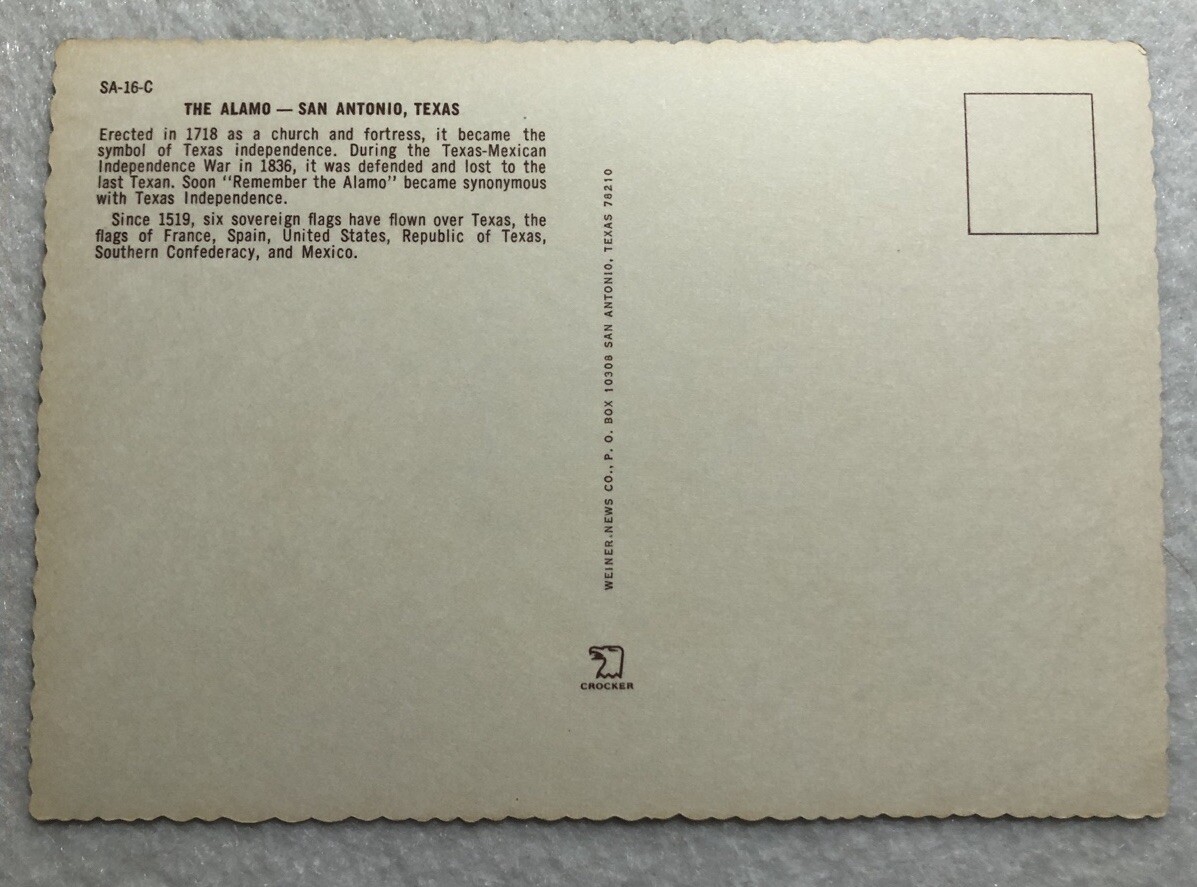 SA-16-C
THE ALAMO — SAN ANTONIO, TEXAS
Erected in 1718 as a church and fortress, it became the
symbol of Texas independence. During the Texas-Mexican
Independence War in 1836, it was defended and lost to the
last Texan. Soon "Remember the Alamo" became synonymous
with Texas Independence.
Since 1519, six sovereign flags have flown over Texas, the
flags of France, Spain, United States, Republic of Texas,
Southern Confederacy, and Mexico.
WEINER NEWS CO., P. O. BOX 10308 SAN ANTONIO, TEXAS 78210
CROCKER